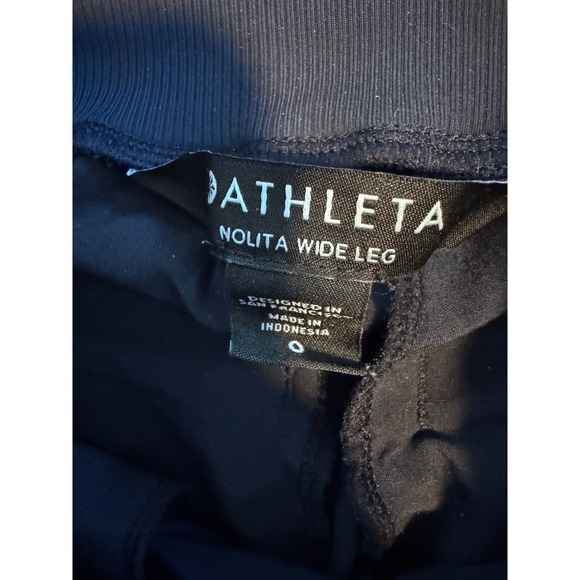 ATHLETA
NOLITA WIDE LEG
DESIGNED IN
SAN FRANCISCO
MADE IN
INDONESIA
0